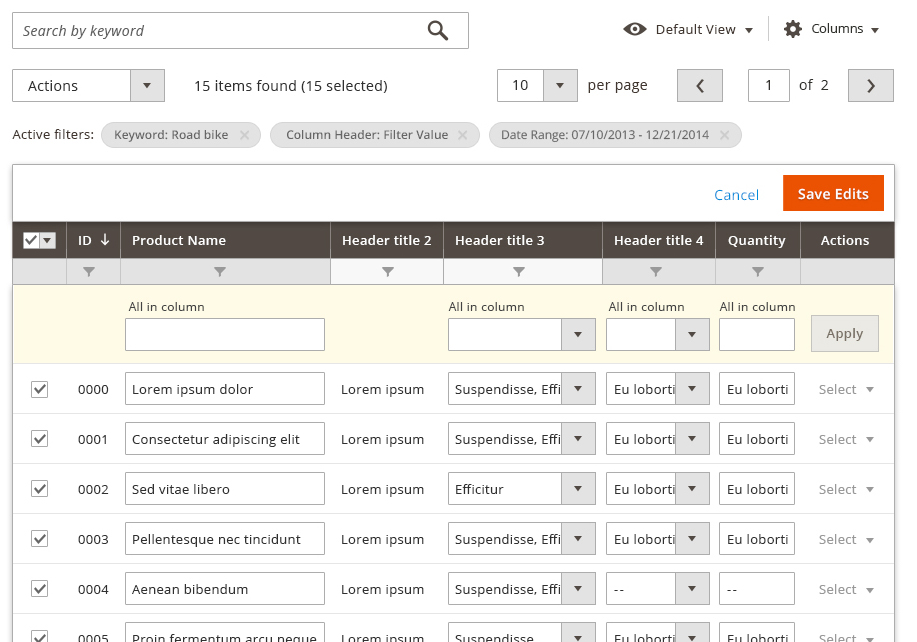 Search by keyword Default View Columns
Actions 15 items found (15 selected) 10 per page 1 of 2
Active filters: Keyword: Road bike Column Header: Filter Value Date Range: 07/10/2013 - 12/21/2014
Cancel Save Edits
ID Product Name Header title 2 Header title 3 Header title 4 Quantity Actions
All in column All in column All in column All in column
Apply
0000 Lorem ipsum dolor Lorem ipsum Suspendisse, Effi Eu loborti Eu loborti Select
0001 Consectetur adipiscing elit Lorem ipsum Suspendisse, Effi Eu loborti Eu loborti Select
0002 Sed vitae libero Lorem ipsum Efficitur Eu loborti Eu loborti Select
0003 Pellentesque nec tincidunt Lorem ipsum Suspendisse, Effi Eu loborti Eu loborti Select
0004 Aenean bibendum Lorem ipsum Suspendisse, Effi -- -- Select
0005 Proin fermentum arcu neque Lorem ipsum Suspendisse Eu loborti Eu loborti Select